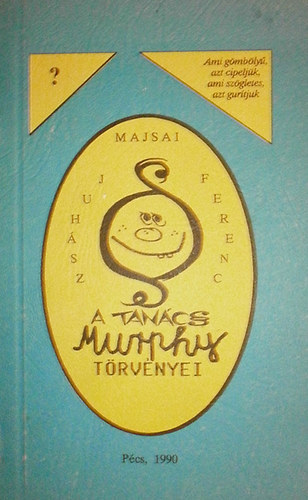 ?
Ami gömbölyű,
azt cipeljük,
ami szögletes,
azt gurítjuk
MAJSAI
JUHÁSZ
FERENC
A TANÁCS
Murphy
TÖRVÉNYEI
Pécs, 1990